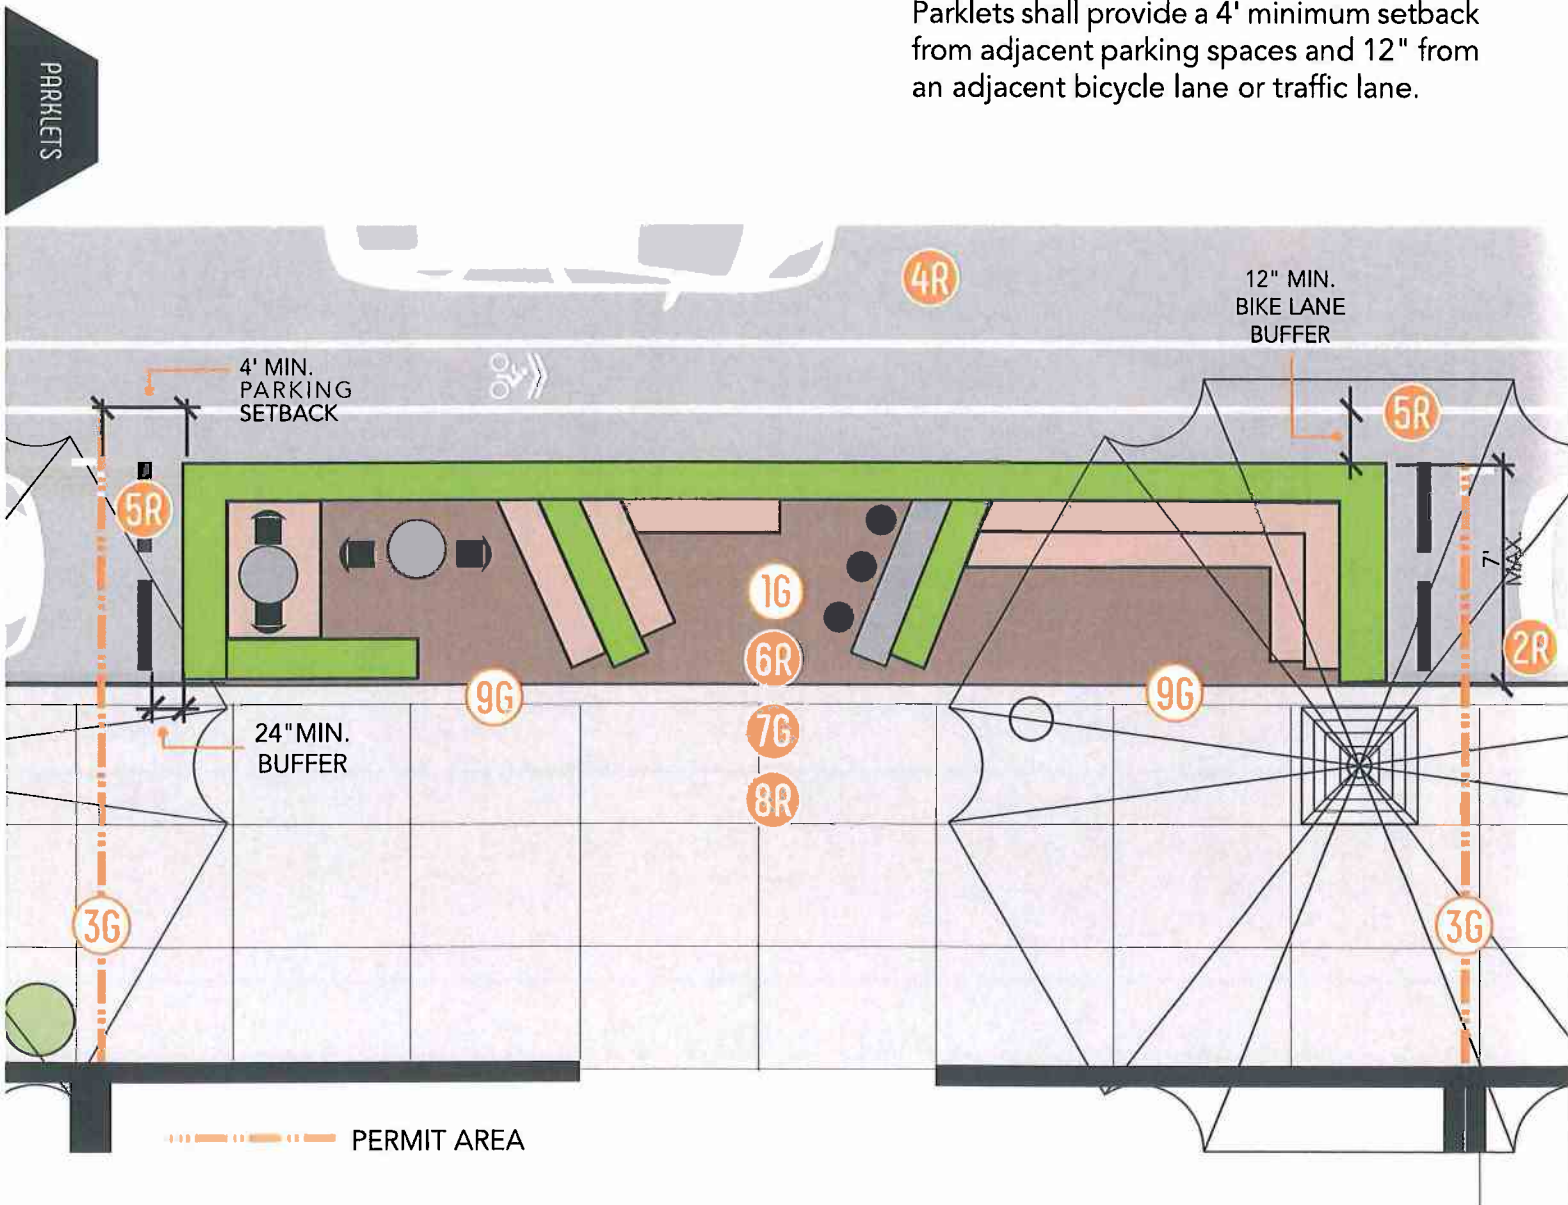 Parklets shall provide a 4' minimum setback
from adjacent parking spaces and 12" from
an adjacent bicycle lane or traffic lane.
PARKLETS
4R
12" MIN.
BIKE LANE
BUFFER
4' MIN.
PARKING
SETBACK
5R
5R
7'
MAX.
1G
6R
2R
9G
9G
7G
24"MIN.
BUFFER
8R
3G
3G
PERMIT AREA